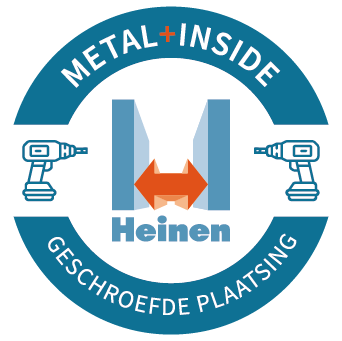 METAL+INSIDE
Heinen
GESCHROEFDE PLAATSING